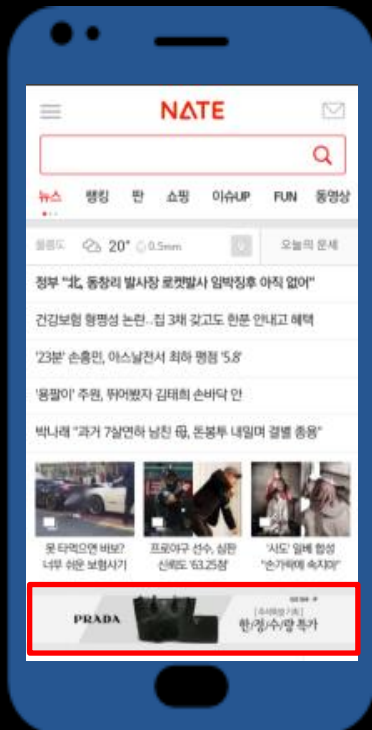 NATE
뉴스 랭킹 판 쇼핑 이슈UP FUN 동영상
울릉도 20° 0.5mm 오늘의 운세
정부 "北, 동창리 발사장 로켓발사 임박징후 아직 없어"
건강보험 형평성 논란..집 3채 갖고도 한푼 안내고 혜택
'23분' 손흥민, 아스날전서 최하 평점 '5.8'
'용팔이' 주원, 뛰어봤자 김태희 손바닥 안
박나래 "과거 7살연하 남친 母, 돈봉투 내밀며 결별 종용"
못 타먹으면 바보?
너무 쉬운 보험사기
프로야구 선수, 심판
신뢰도 '63.25점'
'사도' 일베 합성
"손가락에 속지마"
PRADA
한/정/수/량 특가